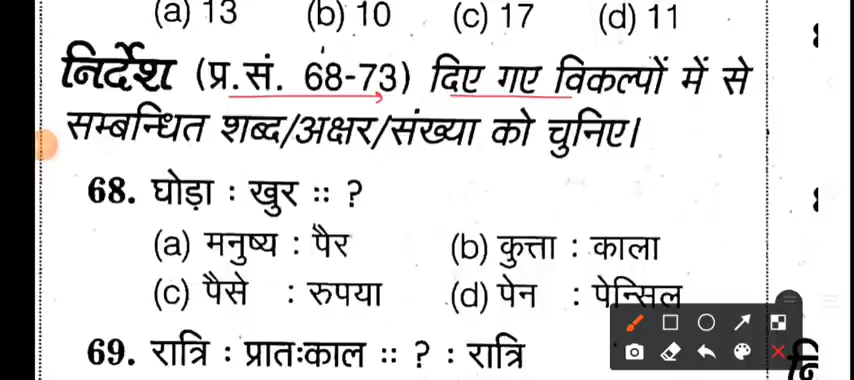 (a) 13 (b) 10 (c) 17 (d) 11
निर्देश (प्र.सं. 68-73) दिए गए विकल्पों में से
सम्बन्धित शब्द/अक्षर/संख्या को चुनिए।
68. घोड़ा : खुर :: ?
(a) मनुष्य : पैर (b) कुत्ता : काला
(c) पैसे : रुपया (d) पेन : पेन्सिल
69. रात्रि : प्रातःकाल :: ? : रात्रि